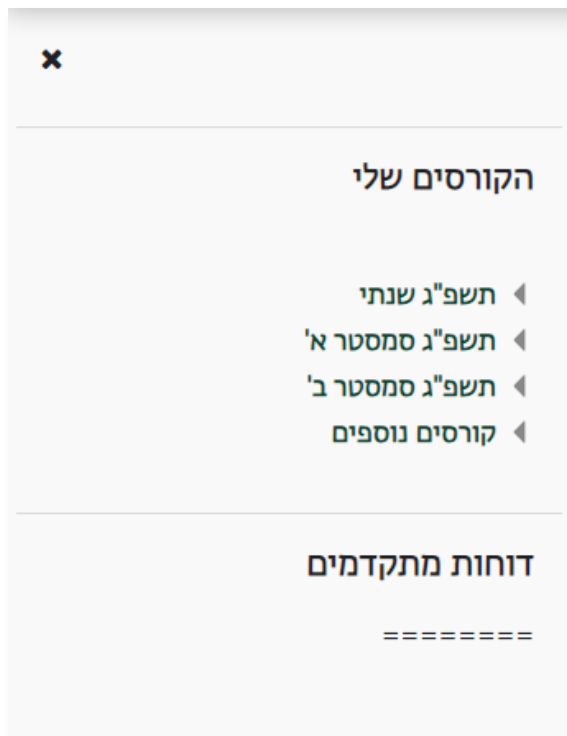 הקורסים שלי
תשפ"ג שנתי
תשפ"ג סמסטר א'
תשפ"ג סמסטר ב'
קורסים נוספים
דוחות מתקדמים
========